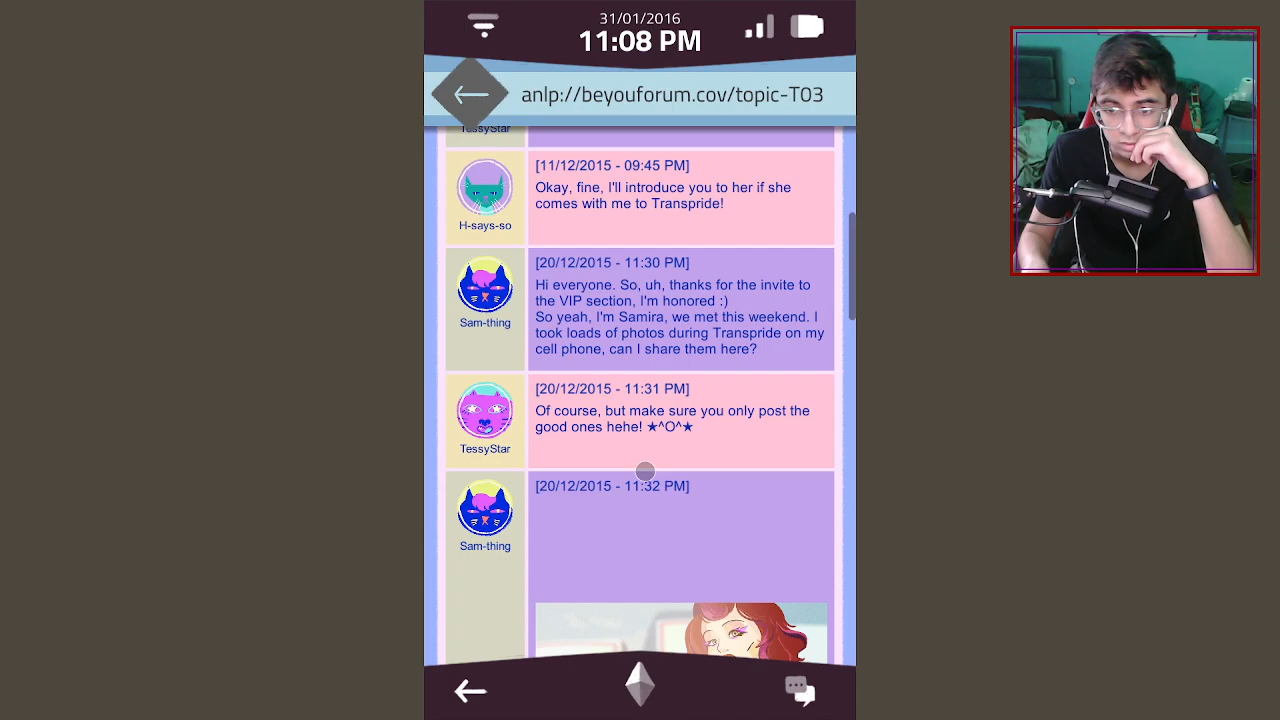 31/01/2016
11:08 PM
anlp://beyouforum.cov/topic-T03
TessyStar
[11/12/2015 - 09:45 PM]
Okay, fine, I'll introduce you to her if she
comes with me to Transpride!
H-says-so
[20/12/2015 - 11:30 PM]
Hi everyone. So, uh, thanks for the invite to
the VIP section, I'm honored :)
So yeah, I'm Samira, we met this weekend. I
took loads of photos during Transpride on my
cell phone, can I share them here?
Sam-thing
[20/12/2015 - 11:31 PM]
Of course, but make sure you only post the
good ones hehe! ★^O^★
TessyStar
[20/12/2015 - 11:32 PM]
Sam-thing